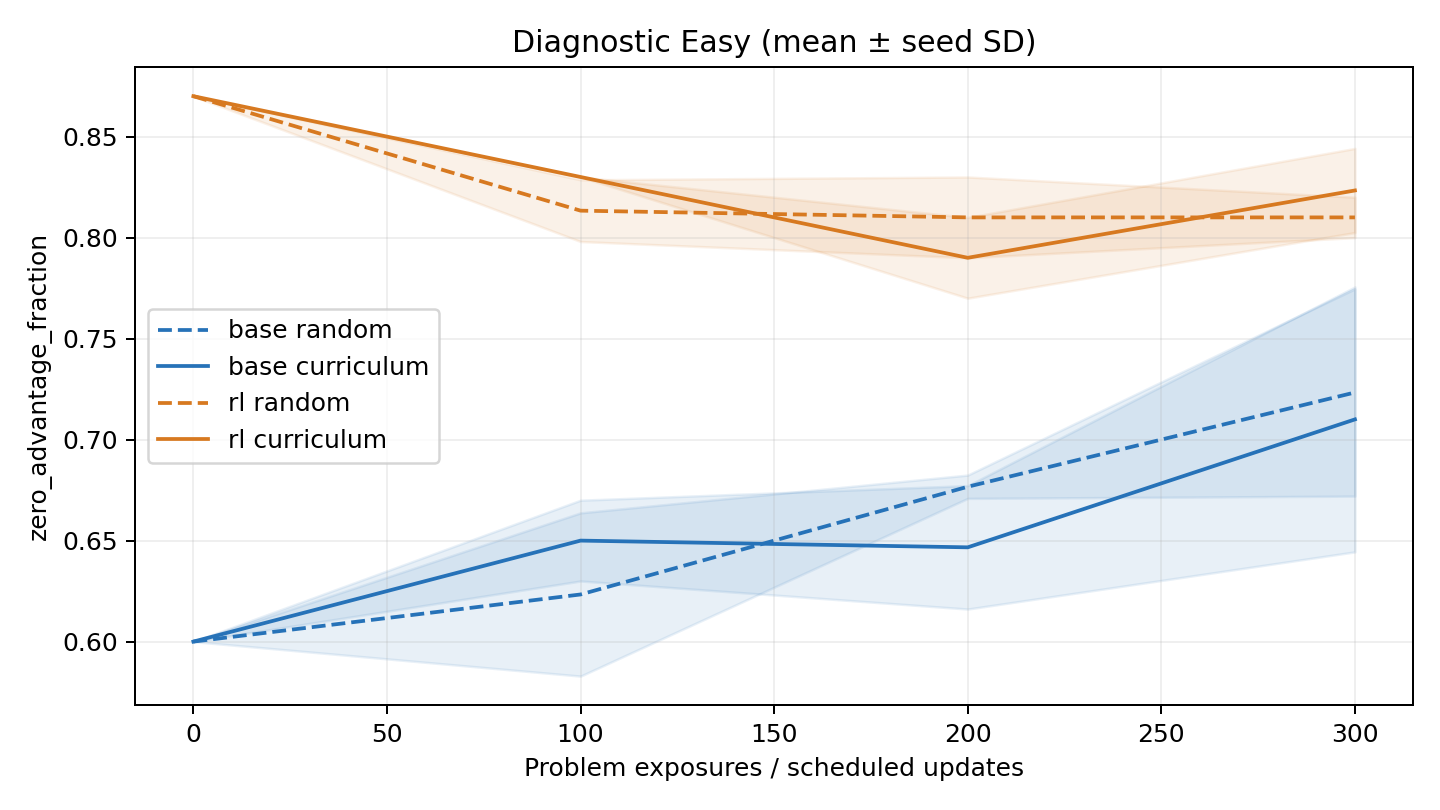 Diagnostic Easy (mean ± seed SD)
zero_advantage_fraction
0.85
0.80
0.75
0.70
0.65
0.60
base random
base curriculum
rl random
rl curriculum
0 50 100 150 200 250 300
Problem exposures / scheduled updates